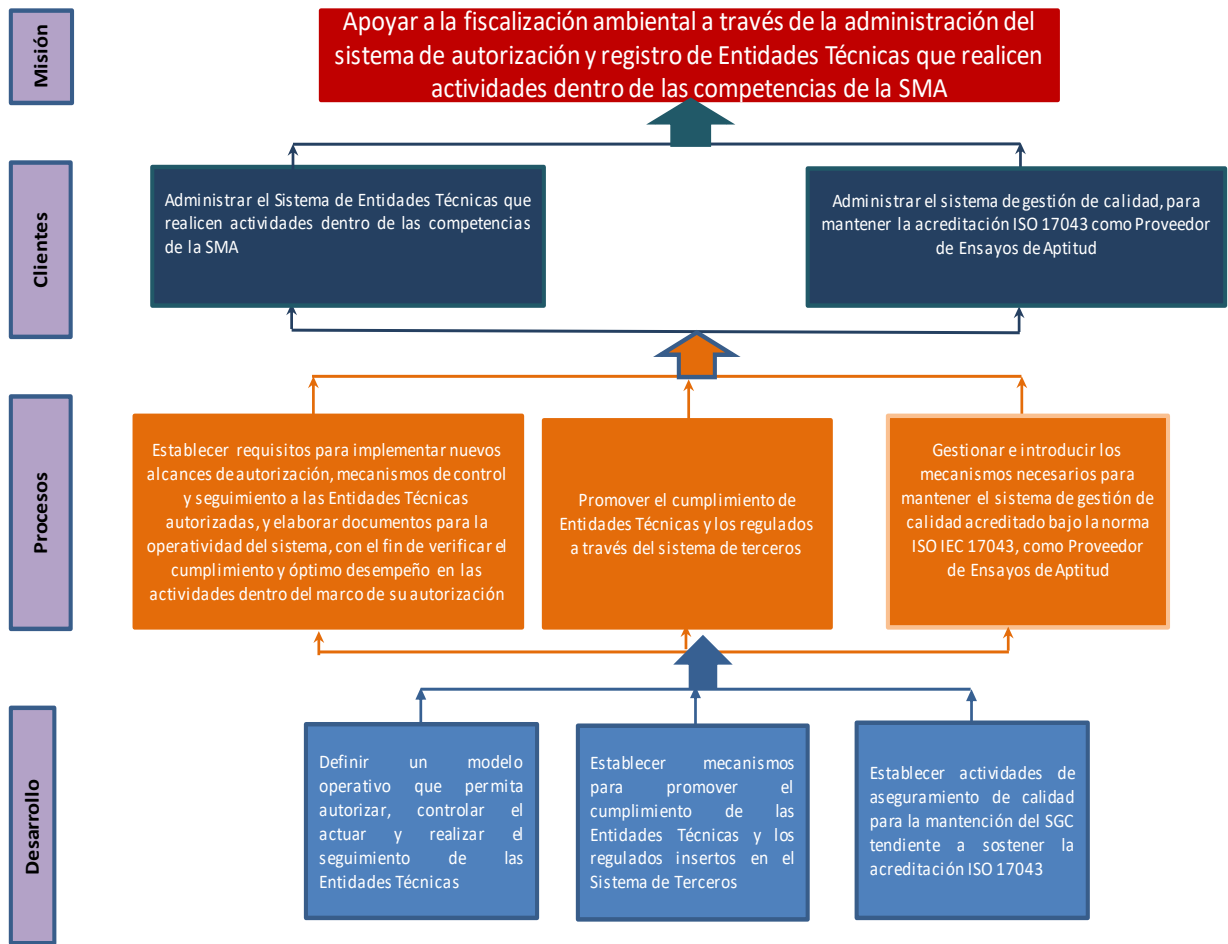 Misión
Apoyar a la fiscalización ambiental a través de la administración del
sistema de autorización y registro de Entidades Técnicas que realicen
actividades dentro de las competencias de la SMA
Clientes
Administrar el Sistema de Entidades Técnicas que
realicen actividades dentro de las competencias
de la SMA
Administrar el sistema de gestión de calidad, para
mantener la acreditación ISO 17043 como Proveedor
de Ensayos de Aptitud
Procesos
Establecer requisitos para implementar nuevos
alcances de autorización, mecanismos de control
y seguimiento a las Entidades Técnicas
autorizadas, y elaborar documentos para la
operatividad del sistema, con el fin de verificar el
cumplimiento y óptimo desempeño en las
actividades dentro del marco de su autorización
Promover el cumplimiento de
Entidades Técnicas y los regulados
a través del sistema de terceros
Gestionar e introducir los
mecanismos necesarios para
mantener el sistema de gestión de
calidad acreditado bajo la norma
ISO IEC 17043, como Proveedor
de Ensayos de Aptitud
Desarrollo
Definir un modelo
operativo que permita
autorizar, controlar el
actuar y realizar el
seguimiento de las
Entidades Técnicas
Establecer mecanismos
para promover el
cumplimiento de las
Entidades Técnicas y los
regulados insertos en el
Sistema de Terceros
Establecer actividades de
aseguramiento de calidad
para la mantención del SGC
tendiente a sostener la
acreditación ISO 17043